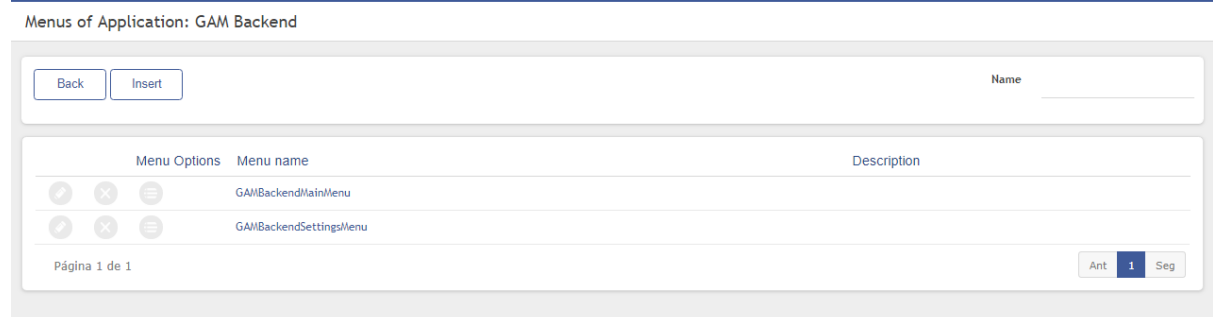 Menus of Application: GAM Backend
Back Insert Name
Menu Options Menu name Description
GAMBackendMainMenu
GAMBackendSettingsMenu
Página 1 de 1 Ant 1 Seg